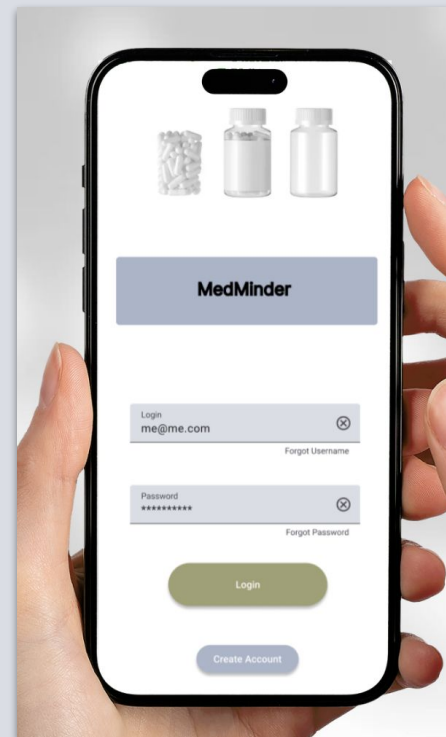 MedMinder
Login
me@me.com
Forgot Username
Password
**********
Forgot Password
Login
Create Account